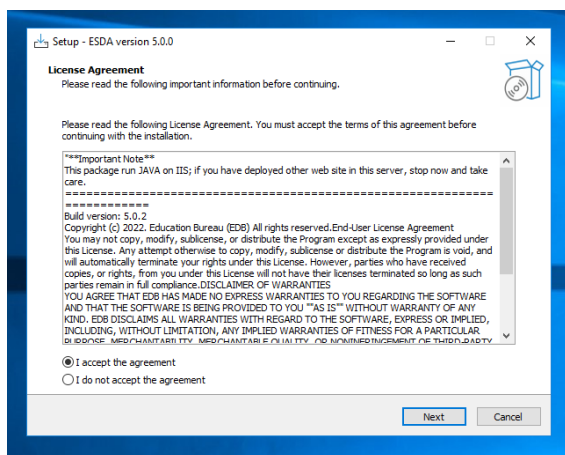 Setup - ESDA version 5.0.0
License Agreement
Please read the following important information before continuing.
Please read the following License Agreement. You must accept the terms of this agreement before
continuing with the installation.
"**Important Note**
This package run JAVA on IIS; if you have deployed other web site in this server, stop now and take
care.
==============================================================
============
Build version: 5.0.2
Copyright (c) 2022. Education Bureau (EDB) All rights reserved.End-User License Agreement
You may not copy, modify, sublicense, or distribute the Program except as expressly provided under
this License. Any attempt otherwise to copy, modify, sublicense or distribute the Program is void, and
will automatically terminate your rights under this License. However, parties who have received
copies, or rights, from you under this License will not have their licenses terminated so long as such
parties remain in full compliance.DISCLAIMER OF WARRANTIES
YOU AGREE THAT EDB HAS MADE NO EXPRESS WARRANTIES TO YOU REGARDING THE SOFTWARE
AND THAT THE SOFTWARE IS BEING PROVIDED TO YOU ""AS IS"" WITHOUT WARRANTY OF ANY
KIND. EDB DISCLAIMS ALL WARRANTIES WITH REGARD TO THE SOFTWARE, EXPRESS OR IMPLIED,
INCLUDING, WITHOUT LIMITATION, ANY IMPLIED WARRANTIES OF FITNESS FOR A PARTICULAR
PURPOSE, MERCHANTABILITY, MERCHANTABLE QUALITY, OR NONINFRINGEMENT OF THIRD-PARTY
I accept the agreement
I do not accept the agreement
Next
Cancel